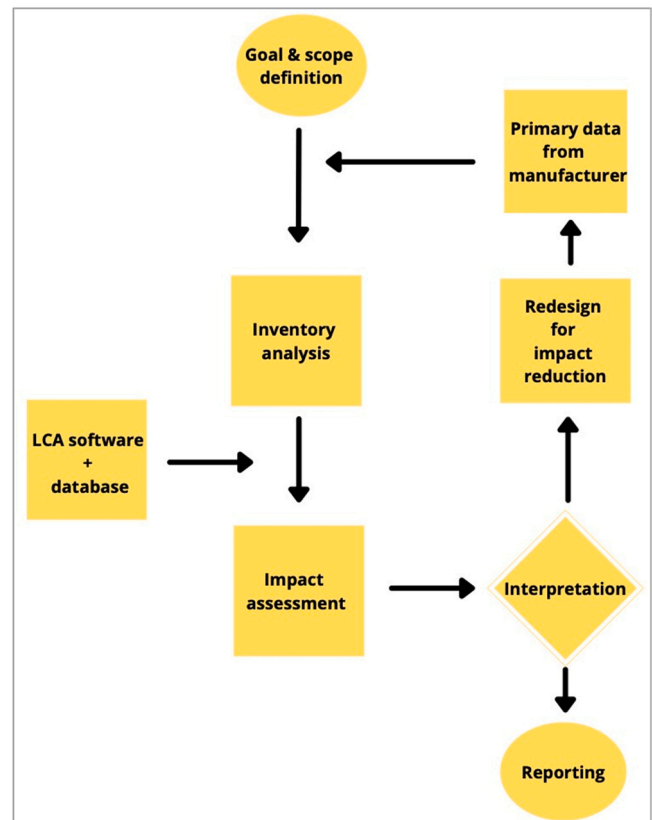 Goal & scope
definition
Primary data
from
manufacturer
Inventory
analysis
Redesign
for
impact
reduction
LCA software
+
database
Impact
assessment
Interpretation
Reporting